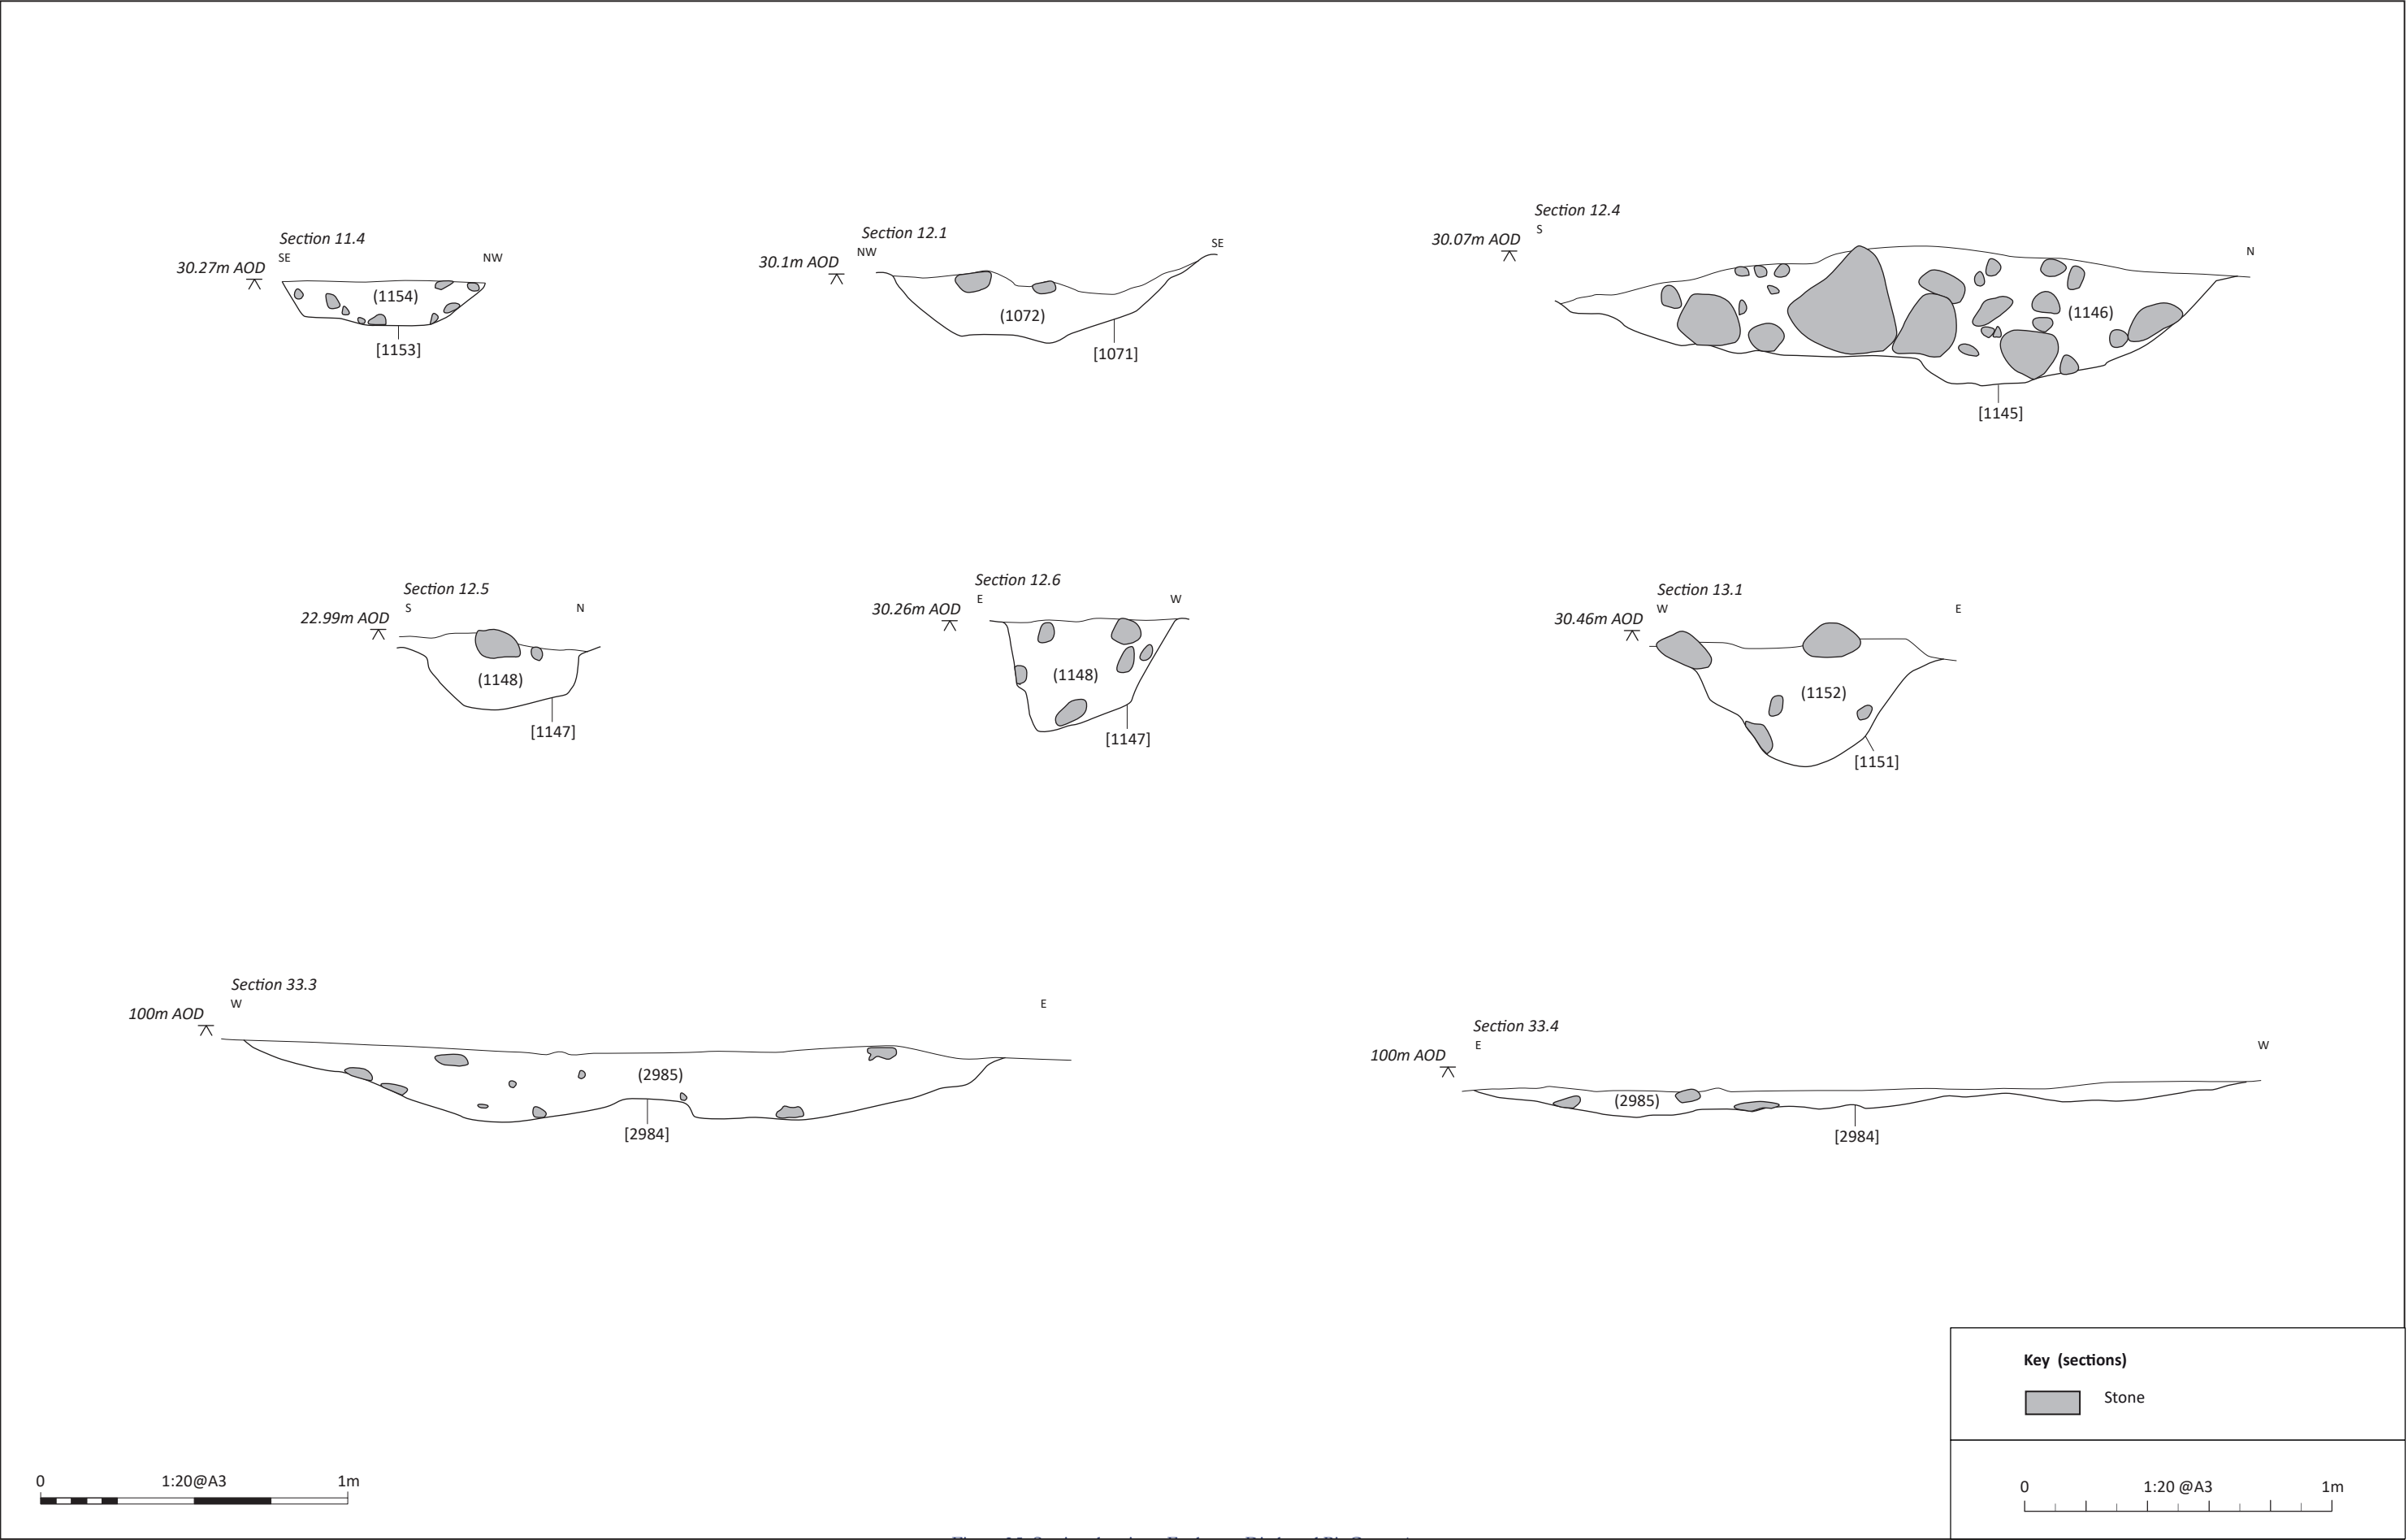 Section 11.4
SE
NW
30.27m AOD
(1154)
[1153]
Section 12.1
NW
SE
30.1m AOD
(1072)
[1071]
Section 12.4
S
N
30.07m AOD
(1146)
[1145]
Section 12.5
S
N
22.99m AOD
(1148)
[1147]
Section 12.6
E
W
30.26m AOD
(1148)
[1147]
Section 13.1
W
E
30.46m AOD
(1152)
[1151]
Section 33.3
W
E
100m AOD
(2985)
[2984]
Section 33.4
E
W
100m AOD
(2985)
[2984]
Key (sections)
Stone
0 1:20@A3 1m
0 1:20 @A3 1m